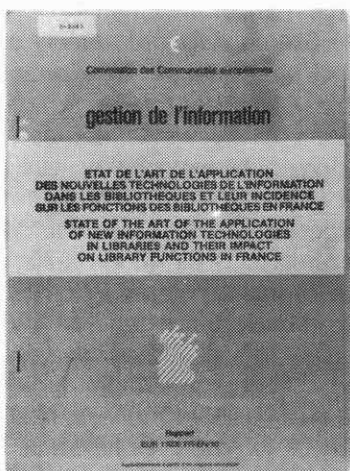 Commission des Communautés européennes
gestion de l'information
ETAT DE L'ART DE L'APPLICATION
DES NOUVELLES TECHNOLOGIES DE L'INFORMATION
DANS LES BIBLIOTHEQUES ET LEUR INCIDENCE
SUR LES FONCTIONS DES BIBLIOTHEQUES EN FRANCE
STATE OF THE ART OF THE APPLICATION
OF NEW INFORMATION TECHNOLOGIES
IN LIBRARIES AND THEIR IMPACT
ON LIBRARY FUNCTIONS IN FRANCE
Rapport
EUR